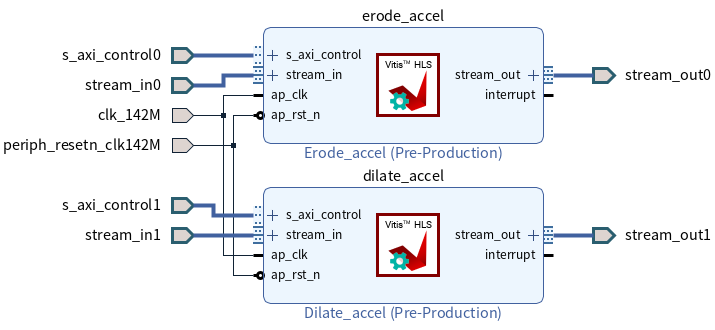 erode_accel
s_axi_control0
stream_in0
clk_142M
periph_resetn_clk142M
s_axi_control
stream_in
ap_clk
ap_rst_n
Vitis™ HLS
stream_out
interrupt
stream_out0
Erode_accel (Pre-Production)
dilate_accel
s_axi_control1
stream_in1
s_axi_control
stream_in
ap_clk
ap_rst_n
Vitis™ HLS
stream_out
interrupt
stream_out1
Dilate_accel (Pre-Production)